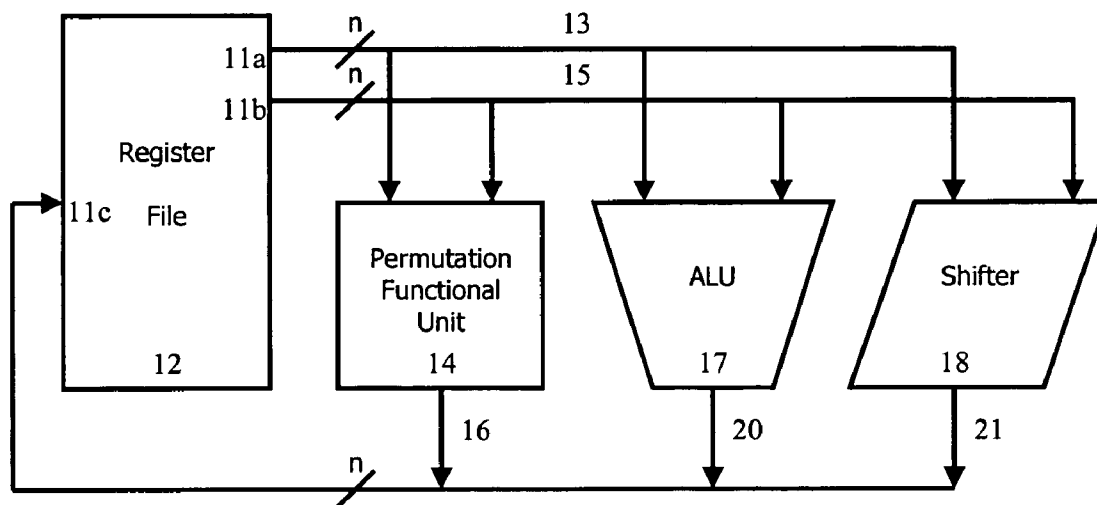 n
13
11a
n
15
11b
Register
File
11c
12
Permutation
Functional
Unit
14
ALU
17
Shifter
18
16
20
21
n